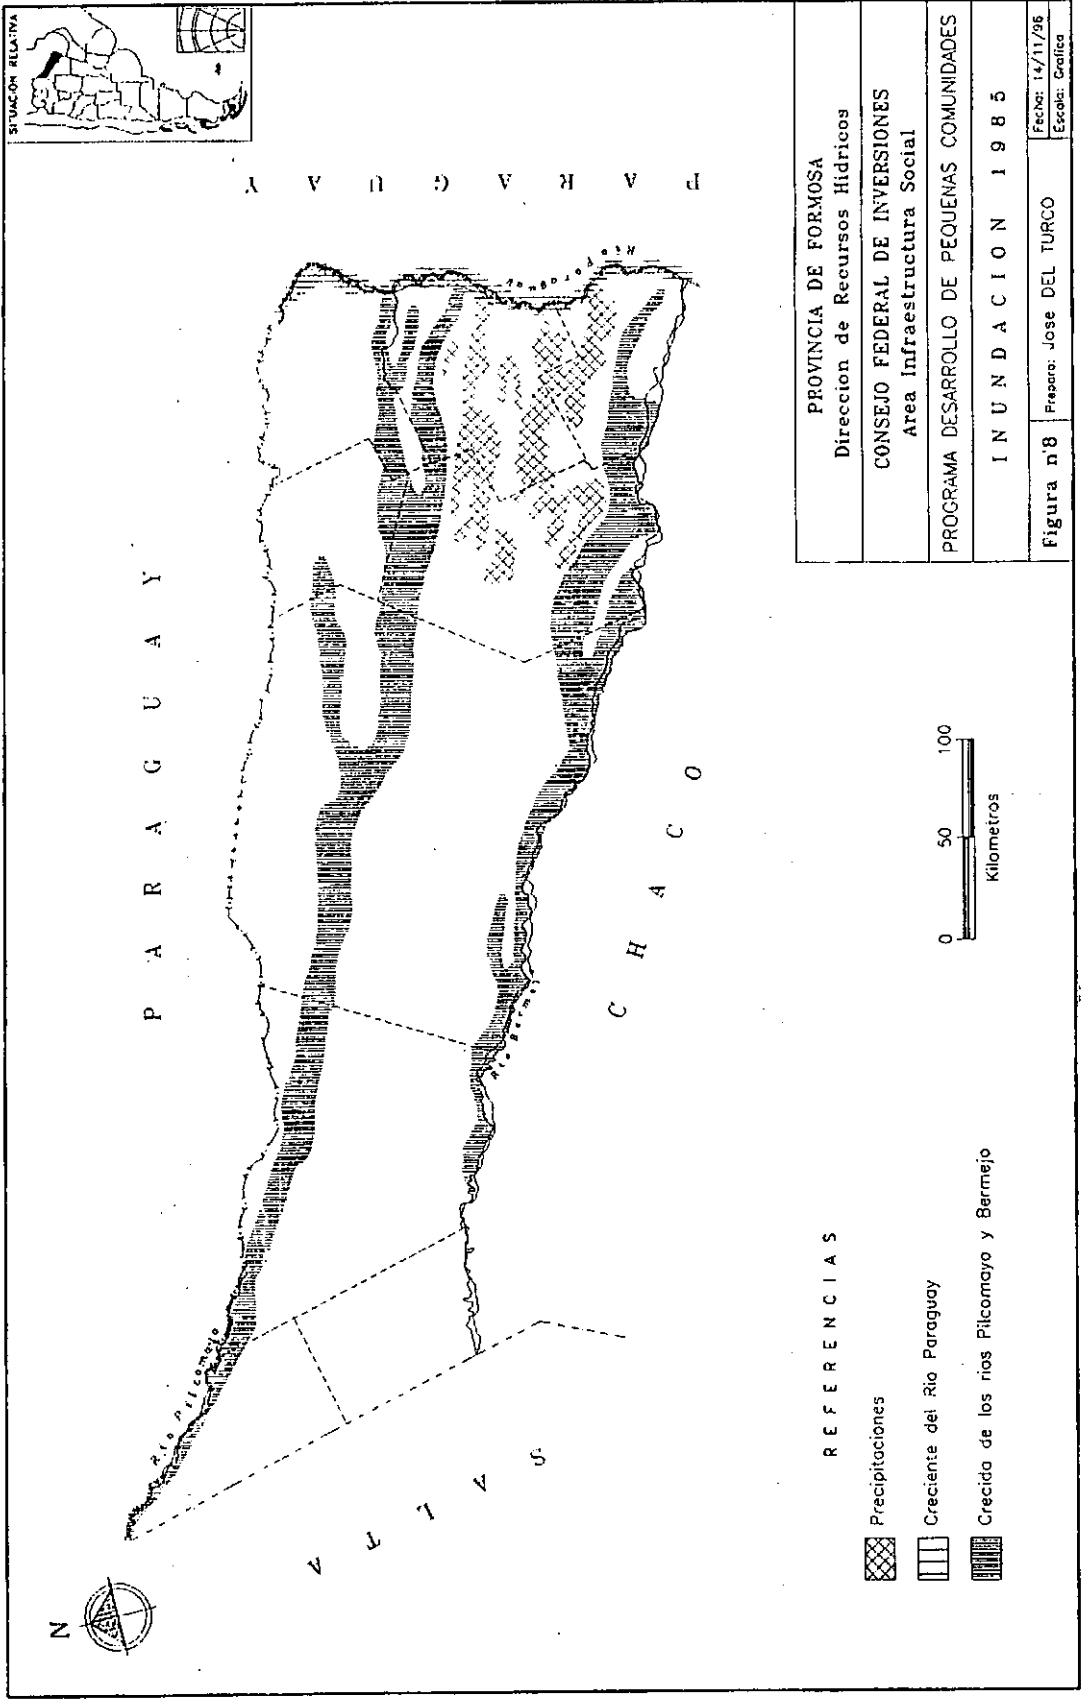 SITUACION RELATIVA
N
PARAGUAY
PARAGUAY
SALTA
CHACO
Rio Pilcomayo
Rio Bermejo
Rio Paraguay
REFERENCIAS
Precipitaciones
Creciente del Rio Paraguay
Crecida de los rios Pilcomayo y Bermejo
0 50 100
Kilometros
PROVINCIA DE FORMOSA
Direccion de Recursos Hidricos
CONSEJO FEDERAL DE INVERSIONES
Area Infraestructura Social
PROGRAMA DESARROLLO DE PEQUENAS COMUNIDADES
INUNDACION 1985
Figura n°8
Preparo: Jose DEL TURCO
Fecha: 14/11/96
Escala: Grafica